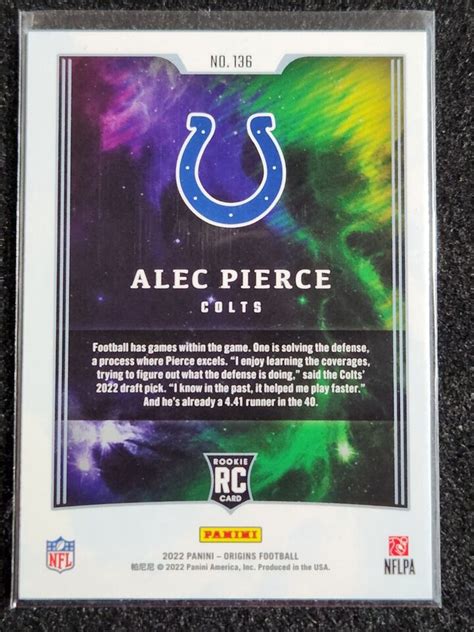 NO. 136
ALEC PIERCE
COLTS
Football has games within the game. One is solving the defense,
a process where Pierce excels. “I enjoy learning the coverages,
trying to figure out what the defense is doing,” said the Colts’
2022 draft pick. “I know in the past, it helped me play faster.”
And he’s already a 4.41 runner in the 40.
ROOKIE
RC
CARD
PANINI
NFL
2022 PANINI – ORIGINS FOOTBALL
帕尼尼 © 2022 Panini America, Inc. Produced in the USA.
NFLPA